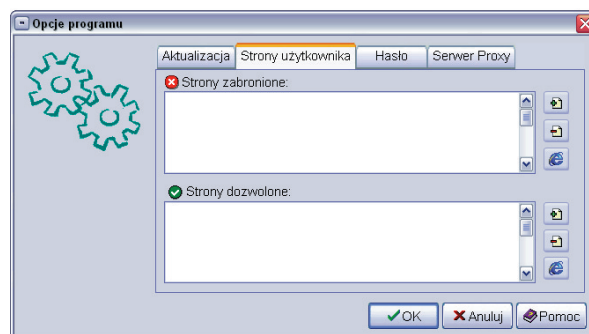 Opcje programu
Aktualizacja Strony użytkownika Hasło Serwer Proxy
Strony zabronione:
Strony dozwolone:
OK Anuluj Pomoc